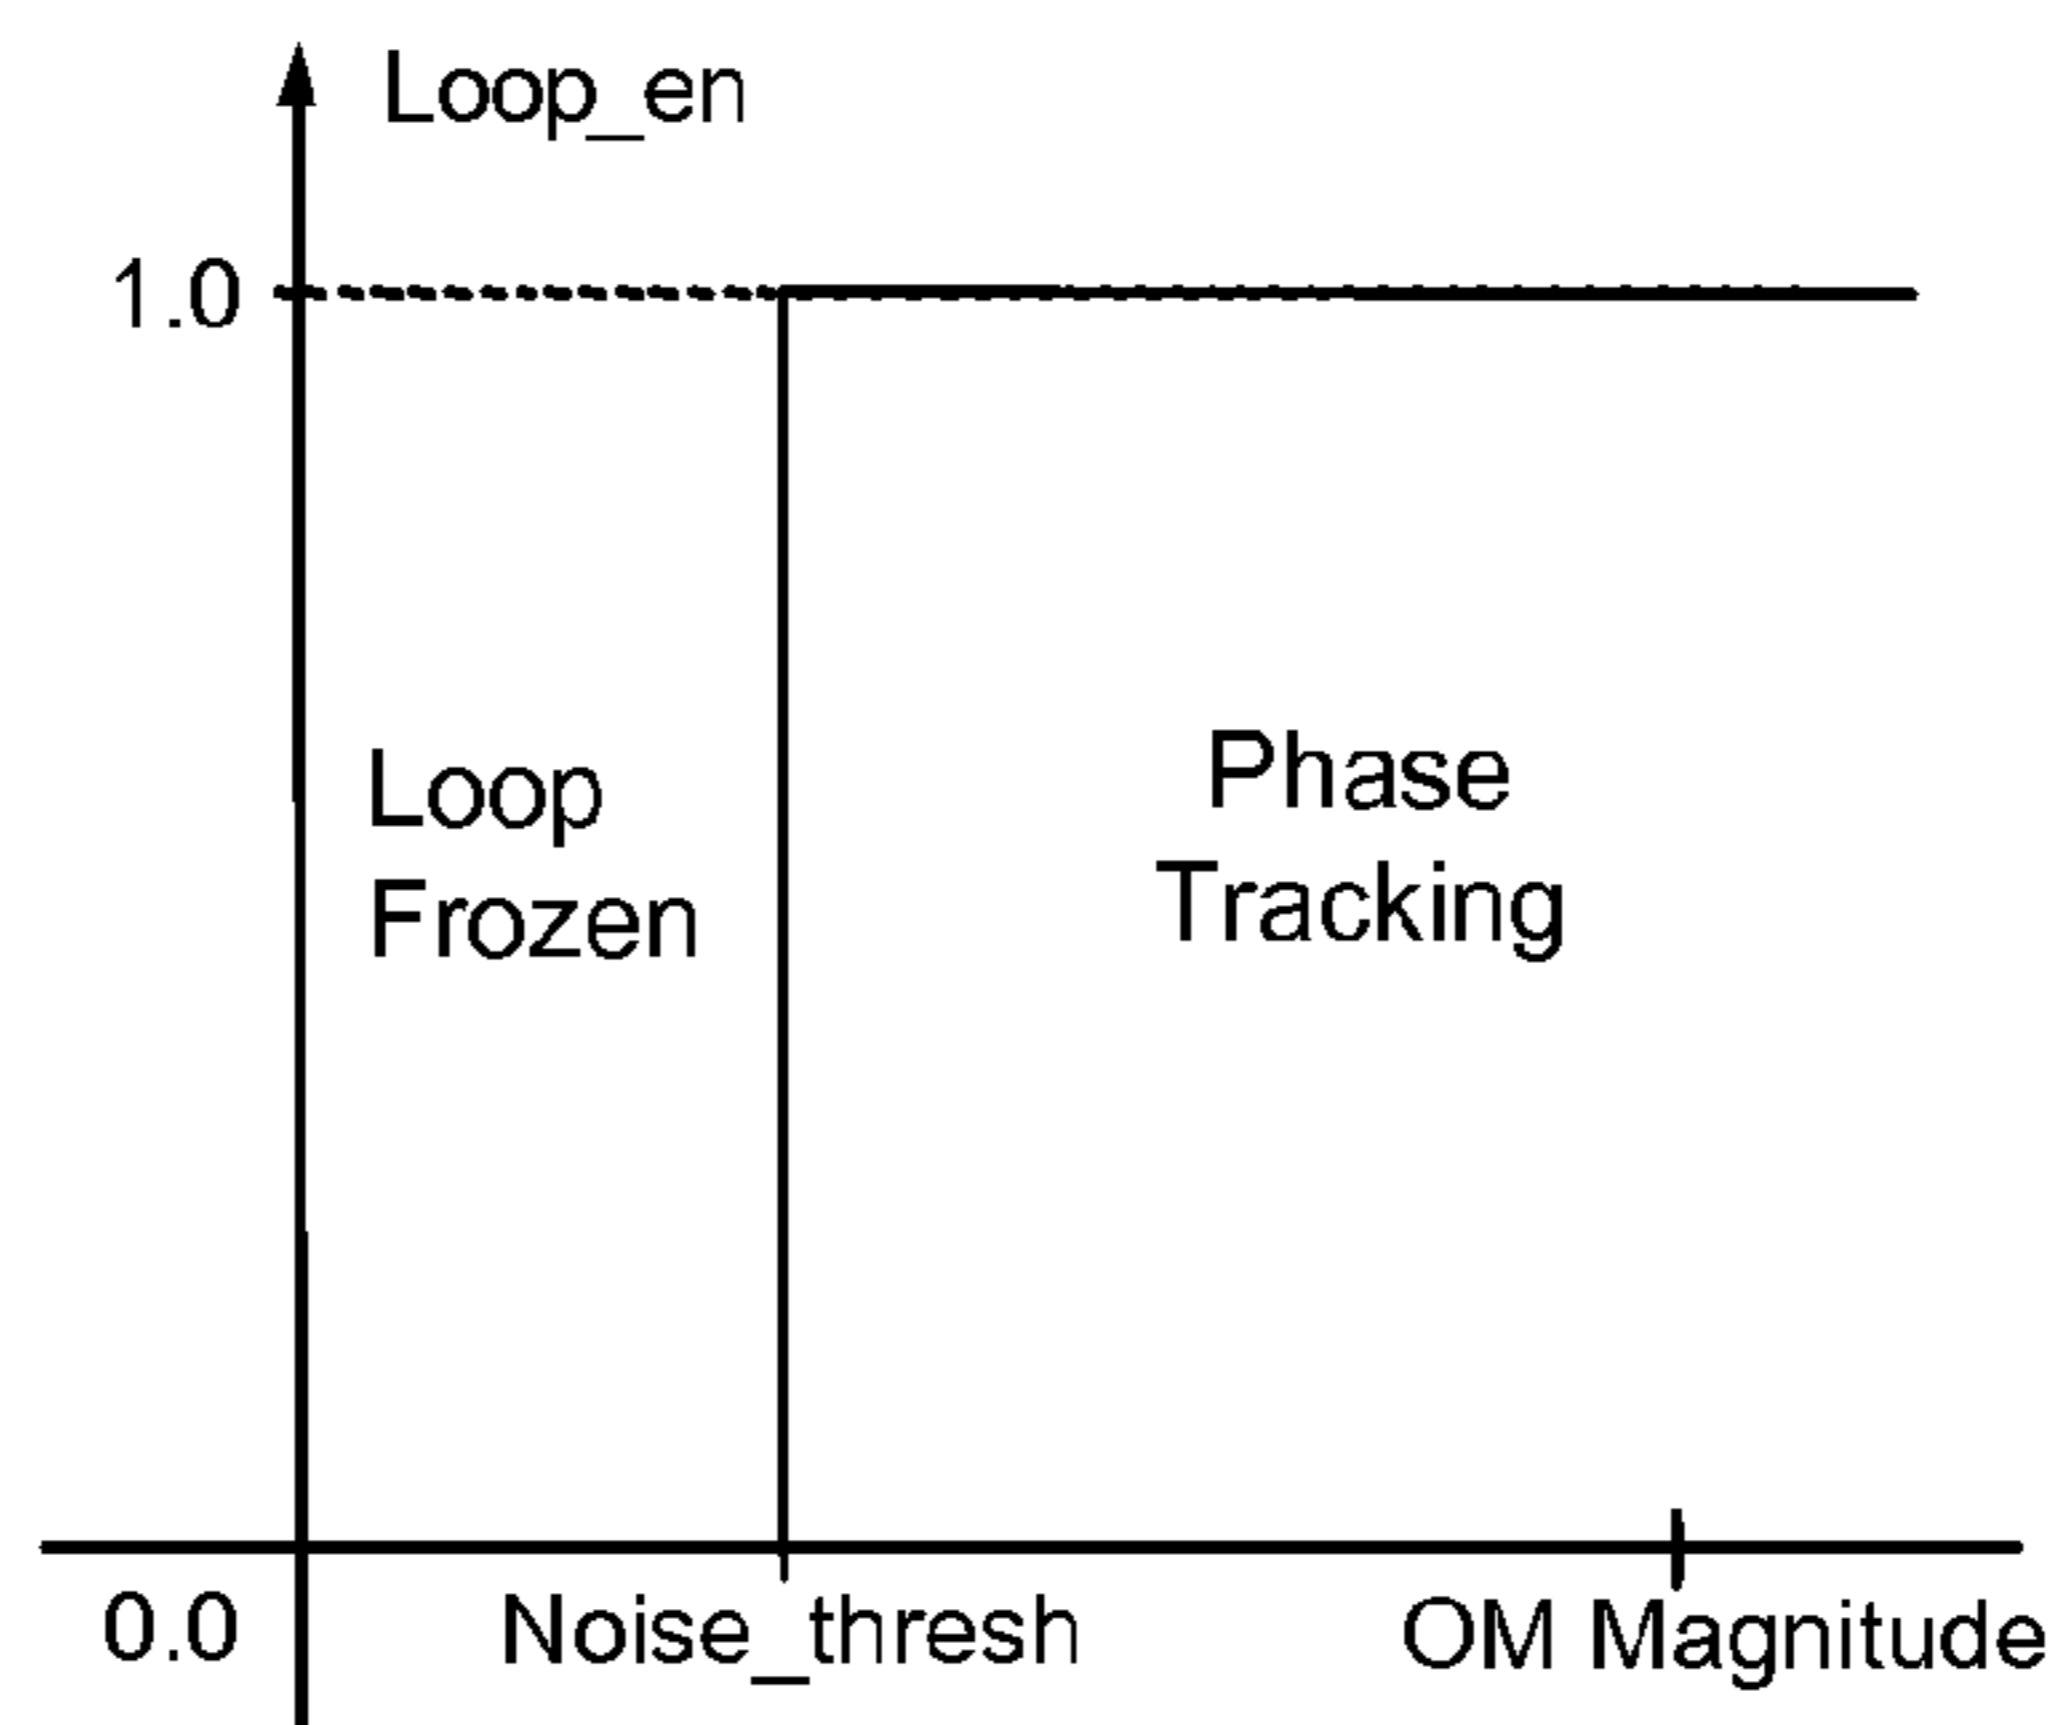 Loop_en
1.0
Loop
Frozen
Phase
Tracking
0.0
Noise_thresh
OM Magnitude